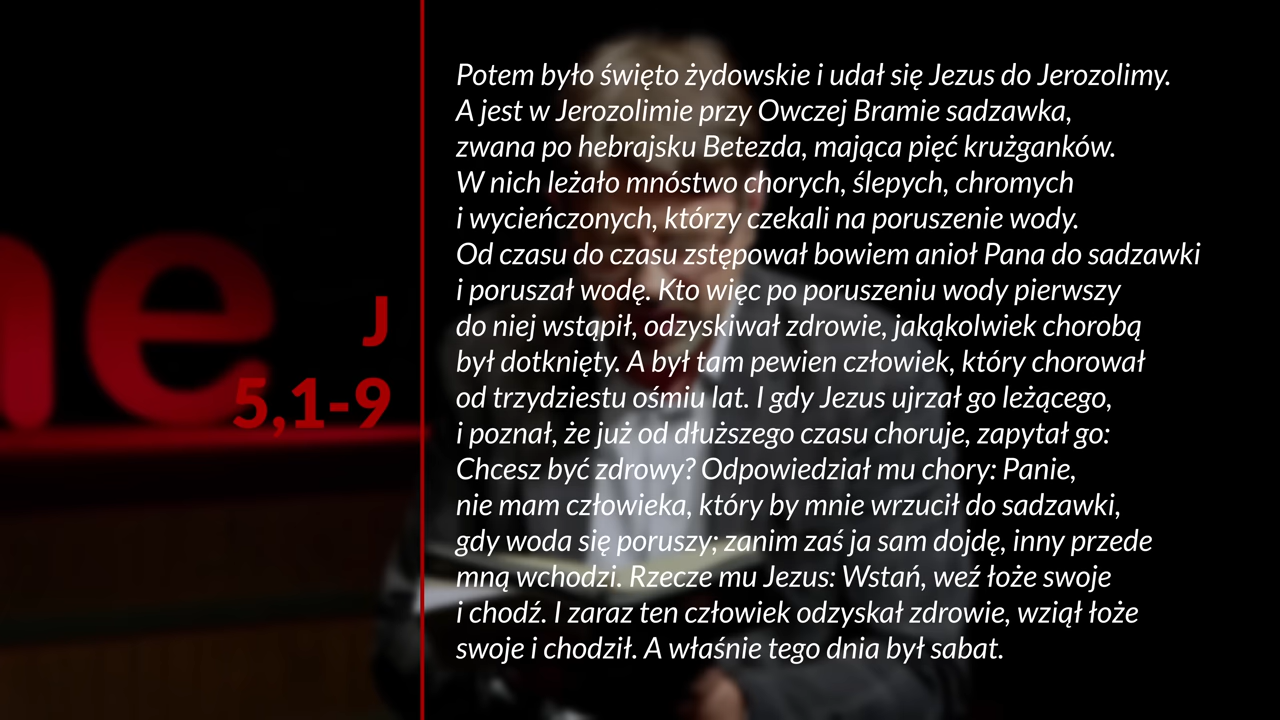 ne
J
5,1-9
Potem było święto żydowskie i udał się Jezus do Jerozolimy.
A jest w Jerozolimie przy Owczej Bramie sadzawka,
zwana po hebrajsku Betezda, mająca pięć krużganków.
W nich leżało mnóstwo chorych, ślepych, chromych
i wycieńczonych, którzy czekali na poruszenie wody.
Od czasu do czasu zstępował bowiem anioł Pana do sadzawki
i poruszał wodę. Kto więc po poruszeniu wody pierwszy
do niej wstąpił, odzyskiwał zdrowie, jakąkolwiek chorobą
był dotknięty. A był tam pewien człowiek, który chorował
od trzydziestu ośmiu lat. I gdy Jezus ujrzał go leżącego,
i poznał, że już od dłuższego czasu choruje, zapytał go:
Chcesz być zdrowy? Odpowiedział mu chory: Panie,
nie mam człowieka, który by mnie wrzucił do sadzawki,
gdy woda się poruszy; zanim zaś ja sam dojdę, inny przede
mną wchodzi. Rzecze mu Jezus: Wstań, weź łoże swoje
i chodź. I zaraz ten człowiek odzyskał zdrowie, wziął łoże
swoje i chodził. A właśnie tego dnia był sabat.